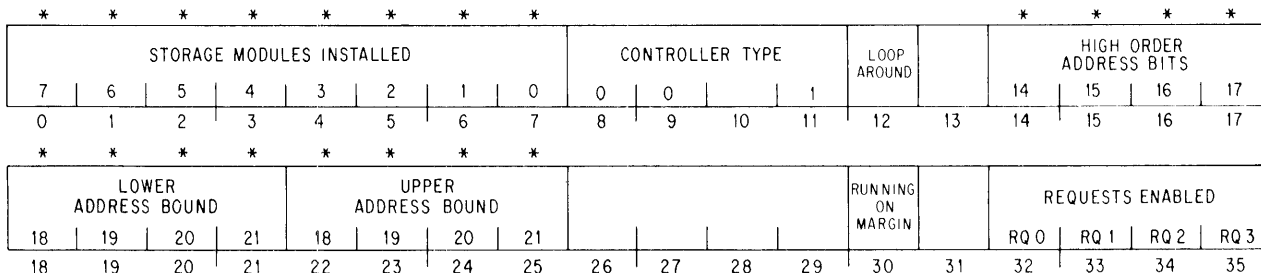 * * * * * * * * * * * *
STORAGE MODULES INSTALLED CONTROLLER TYPE LOOP AROUND HIGH ORDER ADDRESS BITS
7 6 5 4 3 2 1 0 0 0 1 14 15 16 17
0 1 2 3 4 5 6 7 8 9 10 11 12 13 14 15 16 17
* * * * * * * *
LOWER ADDRESS BOUND UPPER ADDRESS BOUND RUNNING ON MARGIN REQUESTS ENABLED
18 19 20 21 18 19 20 21 RQ 0 RQ 1 RQ 2 RQ 3
18 19 20 21 22 23 24 25 26 27 28 29 30 31 32 33 34 35